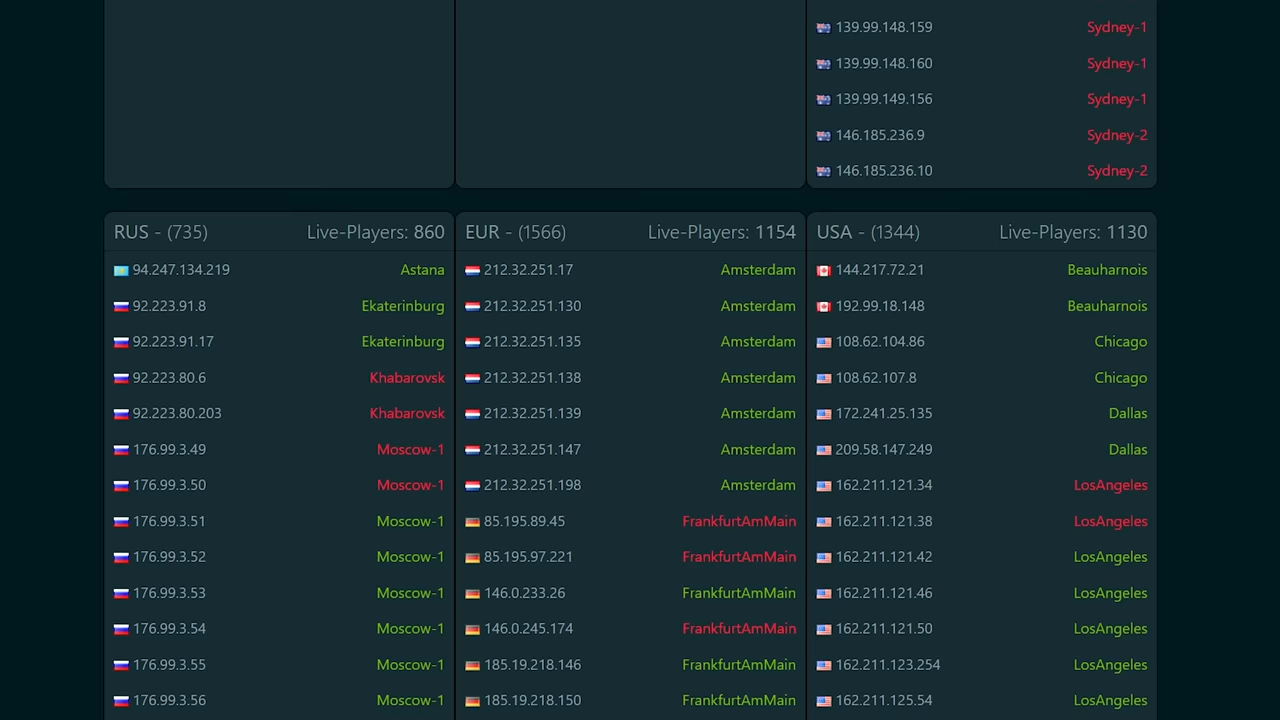 139.99.148.159 Sydney-1
139.99.148.160 Sydney-1
139.99.149.156 Sydney-1
146.185.236.9 Sydney-2
146.185.236.10 Sydney-2
RUS - (735) Live-Players: 860
94.247.134.219 Astana
92.223.91.8 Ekaterinburg
92.223.91.17 Ekaterinburg
92.223.80.6 Khabarovsk
92.223.80.203 Khabarovsk
176.99.3.49 Moscow-1
176.99.3.50 Moscow-1
176.99.3.51 Moscow-1
176.99.3.52 Moscow-1
176.99.3.53 Moscow-1
176.99.3.54 Moscow-1
176.99.3.55 Moscow-1
176.99.3.56 Moscow-1
EUR - (1566) Live-Players: 1154
212.32.251.17 Amsterdam
212.32.251.130 Amsterdam
212.32.251.135 Amsterdam
212.32.251.138 Amsterdam
212.32.251.139 Amsterdam
212.32.251.147 Amsterdam
212.32.251.198 Amsterdam
85.195.89.45 FrankfurtAmMain
85.195.97.221 FrankfurtAmMain
146.0.233.26 FrankfurtAmMain
146.0.245.174 FrankfurtAmMain
185.19.218.146 FrankfurtAmMain
185.19.218.150 FrankfurtAmMain
USA - (1344) Live-Players: 1130
144.217.72.21 Beauharnois
192.99.18.148 Beauharnois
108.62.104.86 Chicago
108.62.107.8 Chicago
172.241.25.135 Dallas
209.58.147.249 Dallas
162.211.121.34 LosAngeles
162.211.121.38 LosAngeles
162.211.121.42 LosAngeles
162.211.121.46 LosAngeles
162.211.121.50 LosAngeles
162.211.123.254 LosAngeles
162.211.125.54 LosAngeles